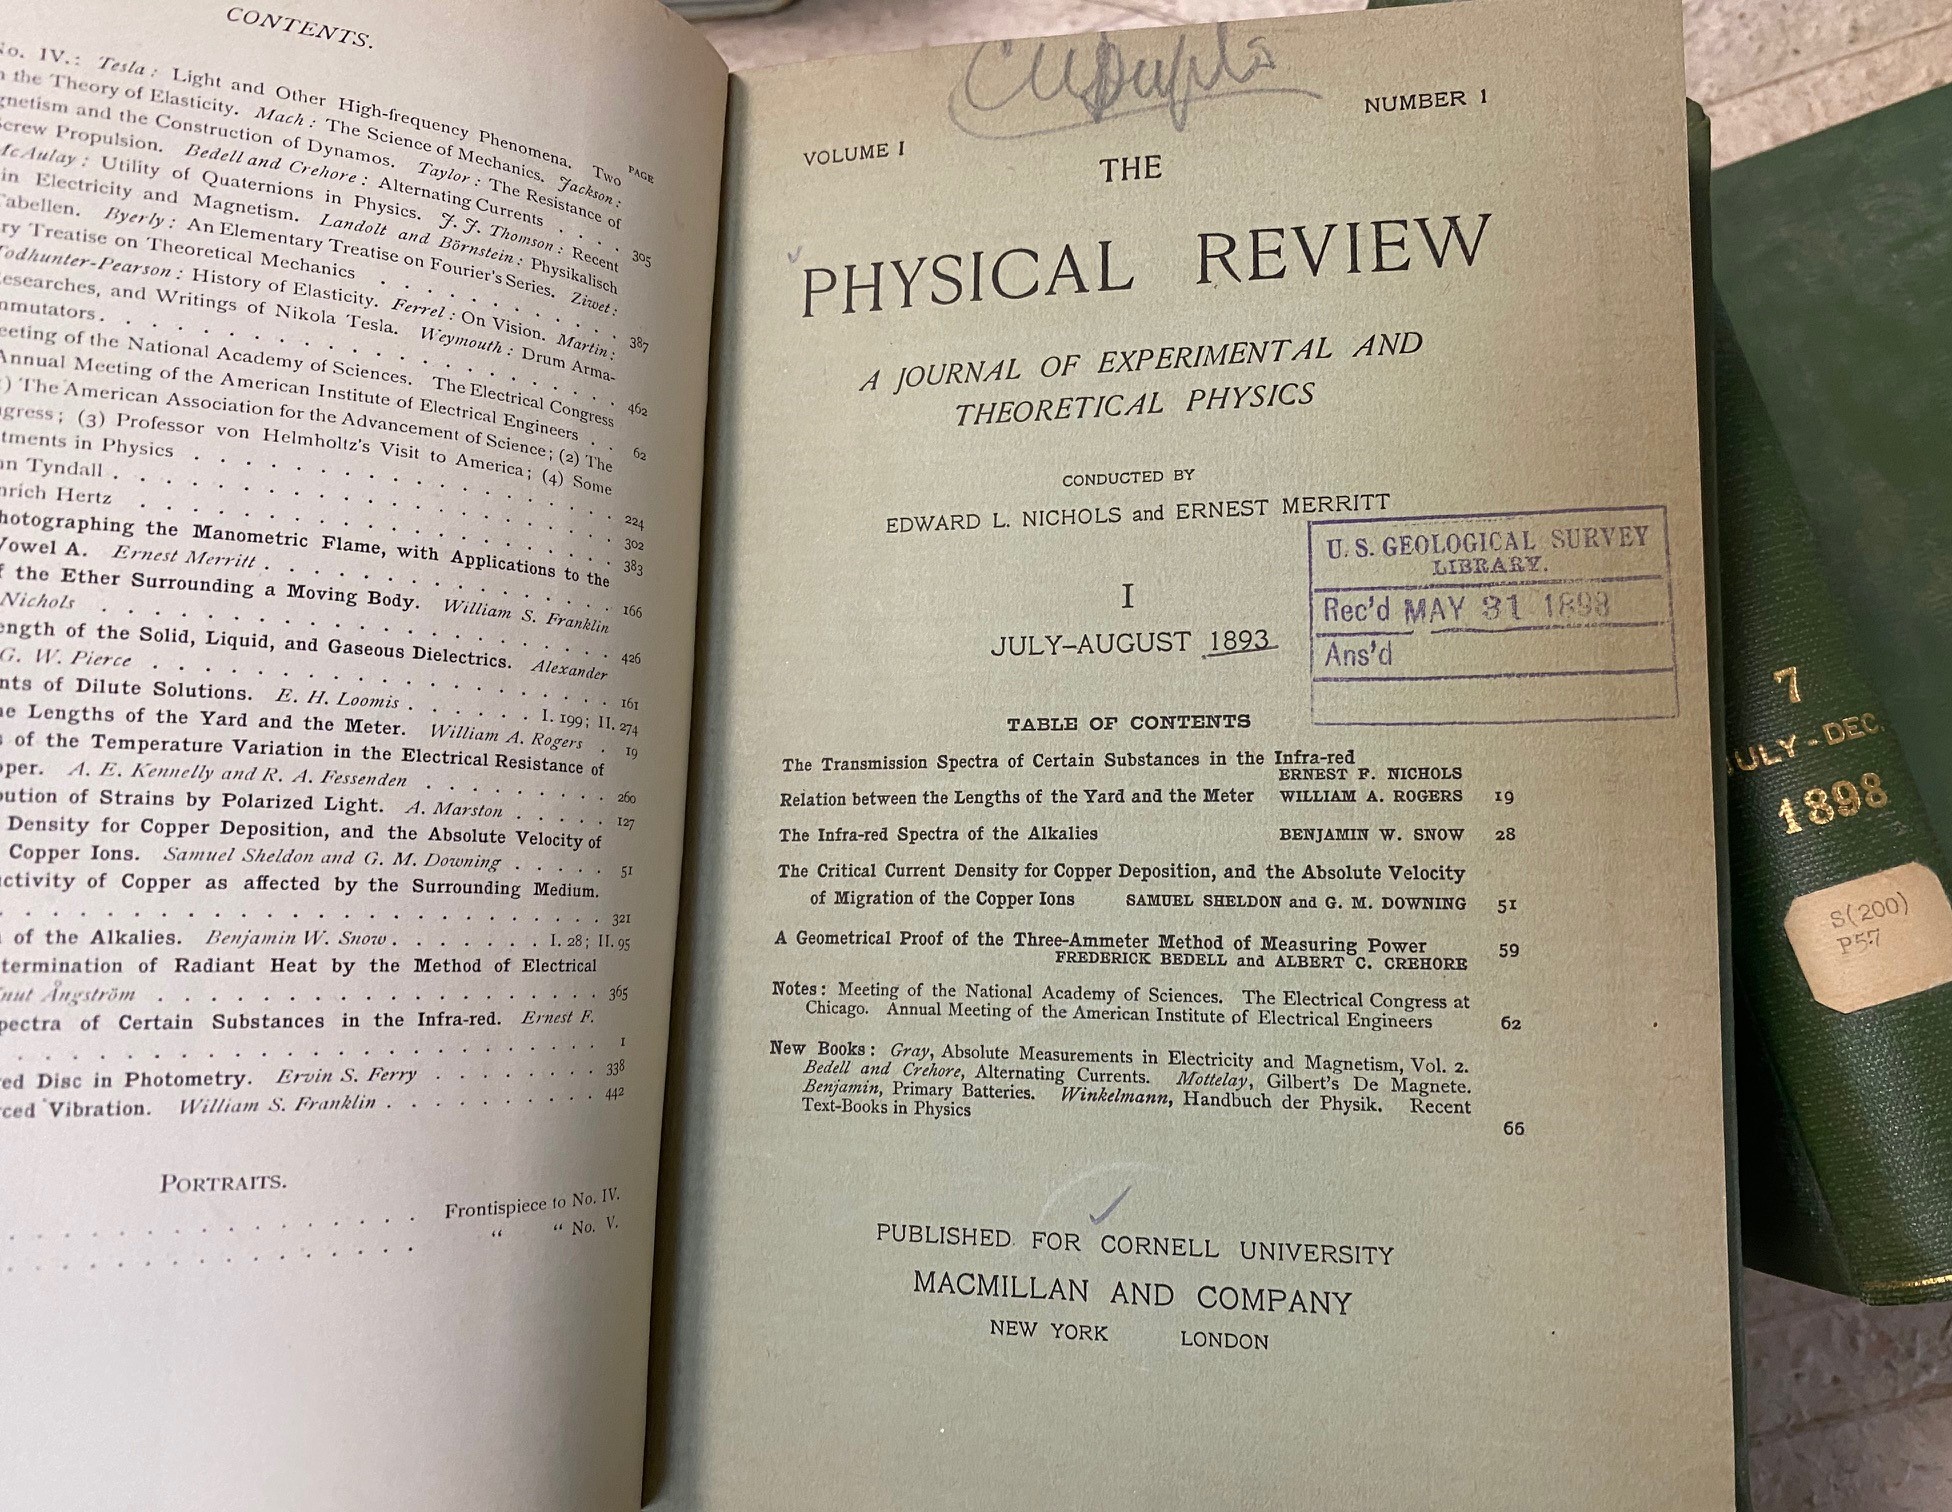 CONTENTS.
No. IV.: Tesla: Light and Other High-frequency Phenomena. Two
the Theory of Elasticity. Mach: The Science of Mechanics. Jackson:
and the Construction of Dynamos. Taylor: The Resistance of
Screw Propulsion. Bedell and Crehore: Alternating Currents . . . . 305
McAulay: Utility of Quaternions in Physics. J. J. Thomson: Recent
in Electricity and Magnetism. Landolt and Börnstein: Physikalisch
Tabellen. Byerly: An Elementary Treatise on Fourier's Series. Ziwet:
Treatise on Theoretical Mechanics . . . . . . . 387
Todhunter-Pearson: History of Elasticity. Ferrel: On Vision. Martin:
Researches, and Writings of Nikola Tesla. Weymouth: Drum Arma-
. . . . . . . . . . . . . 462
of the National Academy of Sciences. The Electrical Congress
Annual Meeting of the American Institute of Electrical Engineers . . 62
The American Association for the Advancement of Science; (2) The
(3) Professor von Helmholtz's Visit to America; (4) Some
in Physics . . . . . . . . . . . . . 224
Tyndall . . . . . . . . . . . . . . 302
Hertz . . . . . . . . . . . . . . 383
the Manometric Flame, with Applications to the
Vowel A. Ernest Merritt . . . . . . . . . . . 166
the Ether Surrounding a Moving Body. William S. Franklin
Nichols . . . . . . . . . . . . . . . 426
of the Solid, Liquid, and Gaseous Dielectrics. Alexander
G. W. Pierce . . . . . . . . . . . . . 161
of Dilute Solutions. E. H. Loomis . . . . . . I. 199; II. 274
Lengths of the Yard and the Meter. William A. Rogers . 19
of the Temperature Variation in the Electrical Resistance of
A. E. Kennelly and R. A. Fessenden . . . . . . . 260
of Strains by Polarized Light. A. Marston . . . . . 127
Density for Copper Deposition, and the Absolute Velocity of
Copper Ions. Samuel Sheldon and G. M. Downing . . . . 51
of Copper as affected by the Surrounding Medium.
. . . . . . . . . . . . . . . . . . 321
of the Alkalies. Benjamin W. Snow . . . . . . . I. 28; II. 95
of Radiant Heat by the Method of Electrical
Ångström . . . . . . . . . . . . . . . . 365
of Certain Substances in the Infra-red. Ernest F.
. . . . . . . . . . . . . . . . . . 1
Disc in Photometry. Ervin S. Ferry . . . . . . . . 338
Vibration. William S. Franklin . . . . . . . . . . 442
PAGE
PORTRAITS.
. . . . . . . . . . . . Frontispiece to No. IV.
. . . . . . . . . . . . “ “ No. V.
VOLUME I
NUMBER 1
THE
PHYSICAL REVIEW
A JOURNAL OF EXPERIMENTAL AND
THEORETICAL PHYSICS
CONDUCTED BY
EDWARD L. NICHOLS and ERNEST MERRITT
I
JULY–AUGUST 1893
U. S. GEOLOGICAL SURVEY
LIBRARY.
Rec'd MAY 31 1898
Ans'd
TABLE OF CONTENTS
The Transmission Spectra of Certain Substances in the Infra-red
ERNEST F. NICHOLS
Relation between the Lengths of the Yard and the Meter WILLIAM A. ROGERS 19
The Infra-red Spectra of the Alkalies BENJAMIN W. SNOW 28
The Critical Current Density for Copper Deposition, and the Absolute Velocity
of Migration of the Copper Ions SAMUEL SHELDON and G. M. DOWNING 51
A Geometrical Proof of the Three-Ammeter Method of Measuring Power
FREDERICK BEDELL and ALBERT C. CREHORE 59
Notes: Meeting of the National Academy of Sciences. The Electrical Congress at
Chicago. Annual Meeting of the American Institute of Electrical Engineers 62
New Books: Gray, Absolute Measurements in Electricity and Magnetism, Vol. 2.
Bedell and Crehore, Alternating Currents. Mottelay, Gilbert's De Magnete.
Benjamin, Primary Batteries. Winkelmann, Handbuch der Physik. Recent
Text-Books in Physics 66
PUBLISHED FOR CORNELL UNIVERSITY
MACMILLAN AND COMPANY
NEW YORK LONDON
7
JULY-DEC.
1898
S(200)
P57